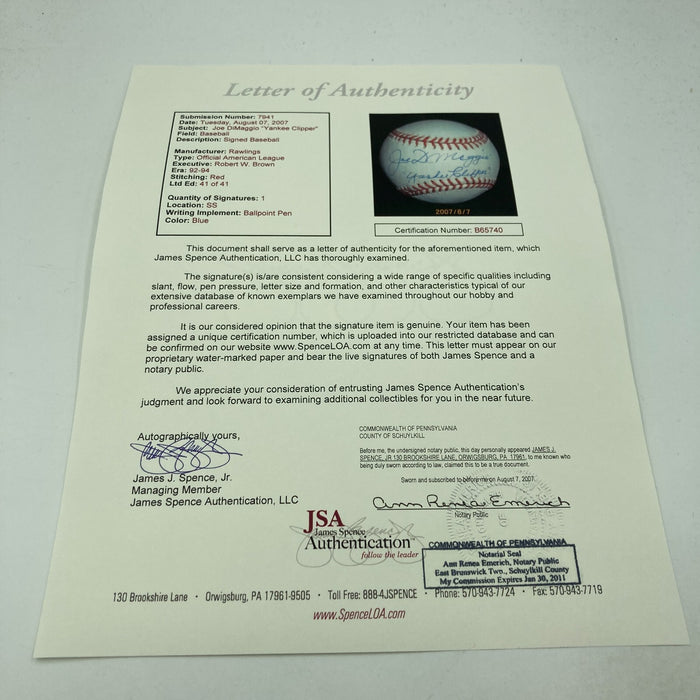 Letter of Authenticity
Submission Number: 7941
Date: Tuesday, August 07, 2007
Subject: Joe DiMaggio "Yankee Clipper"
Field: Baseball
Description: Signed Baseball
Manufacturer: Rawlings
Type: Official American League
Executive: Robert W. Brown
Era: 92-94
Stitching: Red
Ltd Ed: 41 of 41
Quantity of Signatures: 1
Location: SS
Writing Implement: Ballpoint Pen
Color: Blue
Joe DiMaggio
"Yankee Clipper"
2007/8/7
Certification Number: B65740
This document shall serve as a letter of authenticity for the aforementioned item, which
James Spence Authentication, LLC has thoroughly examined.
The signature(s) is/are consistent considering a wide range of specific qualities including
slant, flow, pen pressure, letter size and formation, and other characteristics typical of our
extensive database of known exemplars we have examined throughout our hobby and
professional careers.
It is our considered opinion that the signature item is genuine. Your item has been
assigned a unique certification number, which is uploaded into our restricted database and can
be confirmed on our website www.SpenceLOA.com at any time. This letter must appear on our
proprietary water-marked paper and bear the live signatures of both James Spence and a
notary public.
We appreciate your consideration of entrusting James Spence Authentication's
judgment and look forward to examining additional collectibles for you in the near future.
Autographically yours,
James J. Spence, Jr.
Managing Member
James Spence Authentication, LLC
COMMONWEALTH OF PENNSYLVANIA
COUNTY OF SCHUYLKILL
Before me, the undersigned notary public, this day personally appeared JAMES J.
SPENCE, JR 130 BROOKSHIRE LANE, ORWIGSBURG, PA 17961, to me known who
being duly sworn according to law, claimed this to be a true document.
Sworn and subscribed to before me on August 7, 2007.
Ann Renea Emerich
Notary Public
JSA
James Spence
Authentication
follow the leader
COMMONWEALTH OF PENNSYLVANIA
Notarial Seal
Ann Renea Emerich, Notary Public
East Brunswick Twp., Schuylkill County
My Commission Expires Jan 30, 2011
130 Brookshire Lane · Orwigsburg, PA 17961-9505 · Toll Free: 888-4JSPENCE · Phone: 570-943-7724 · Fax: 570-943-7719
www.SpenceLOA.com